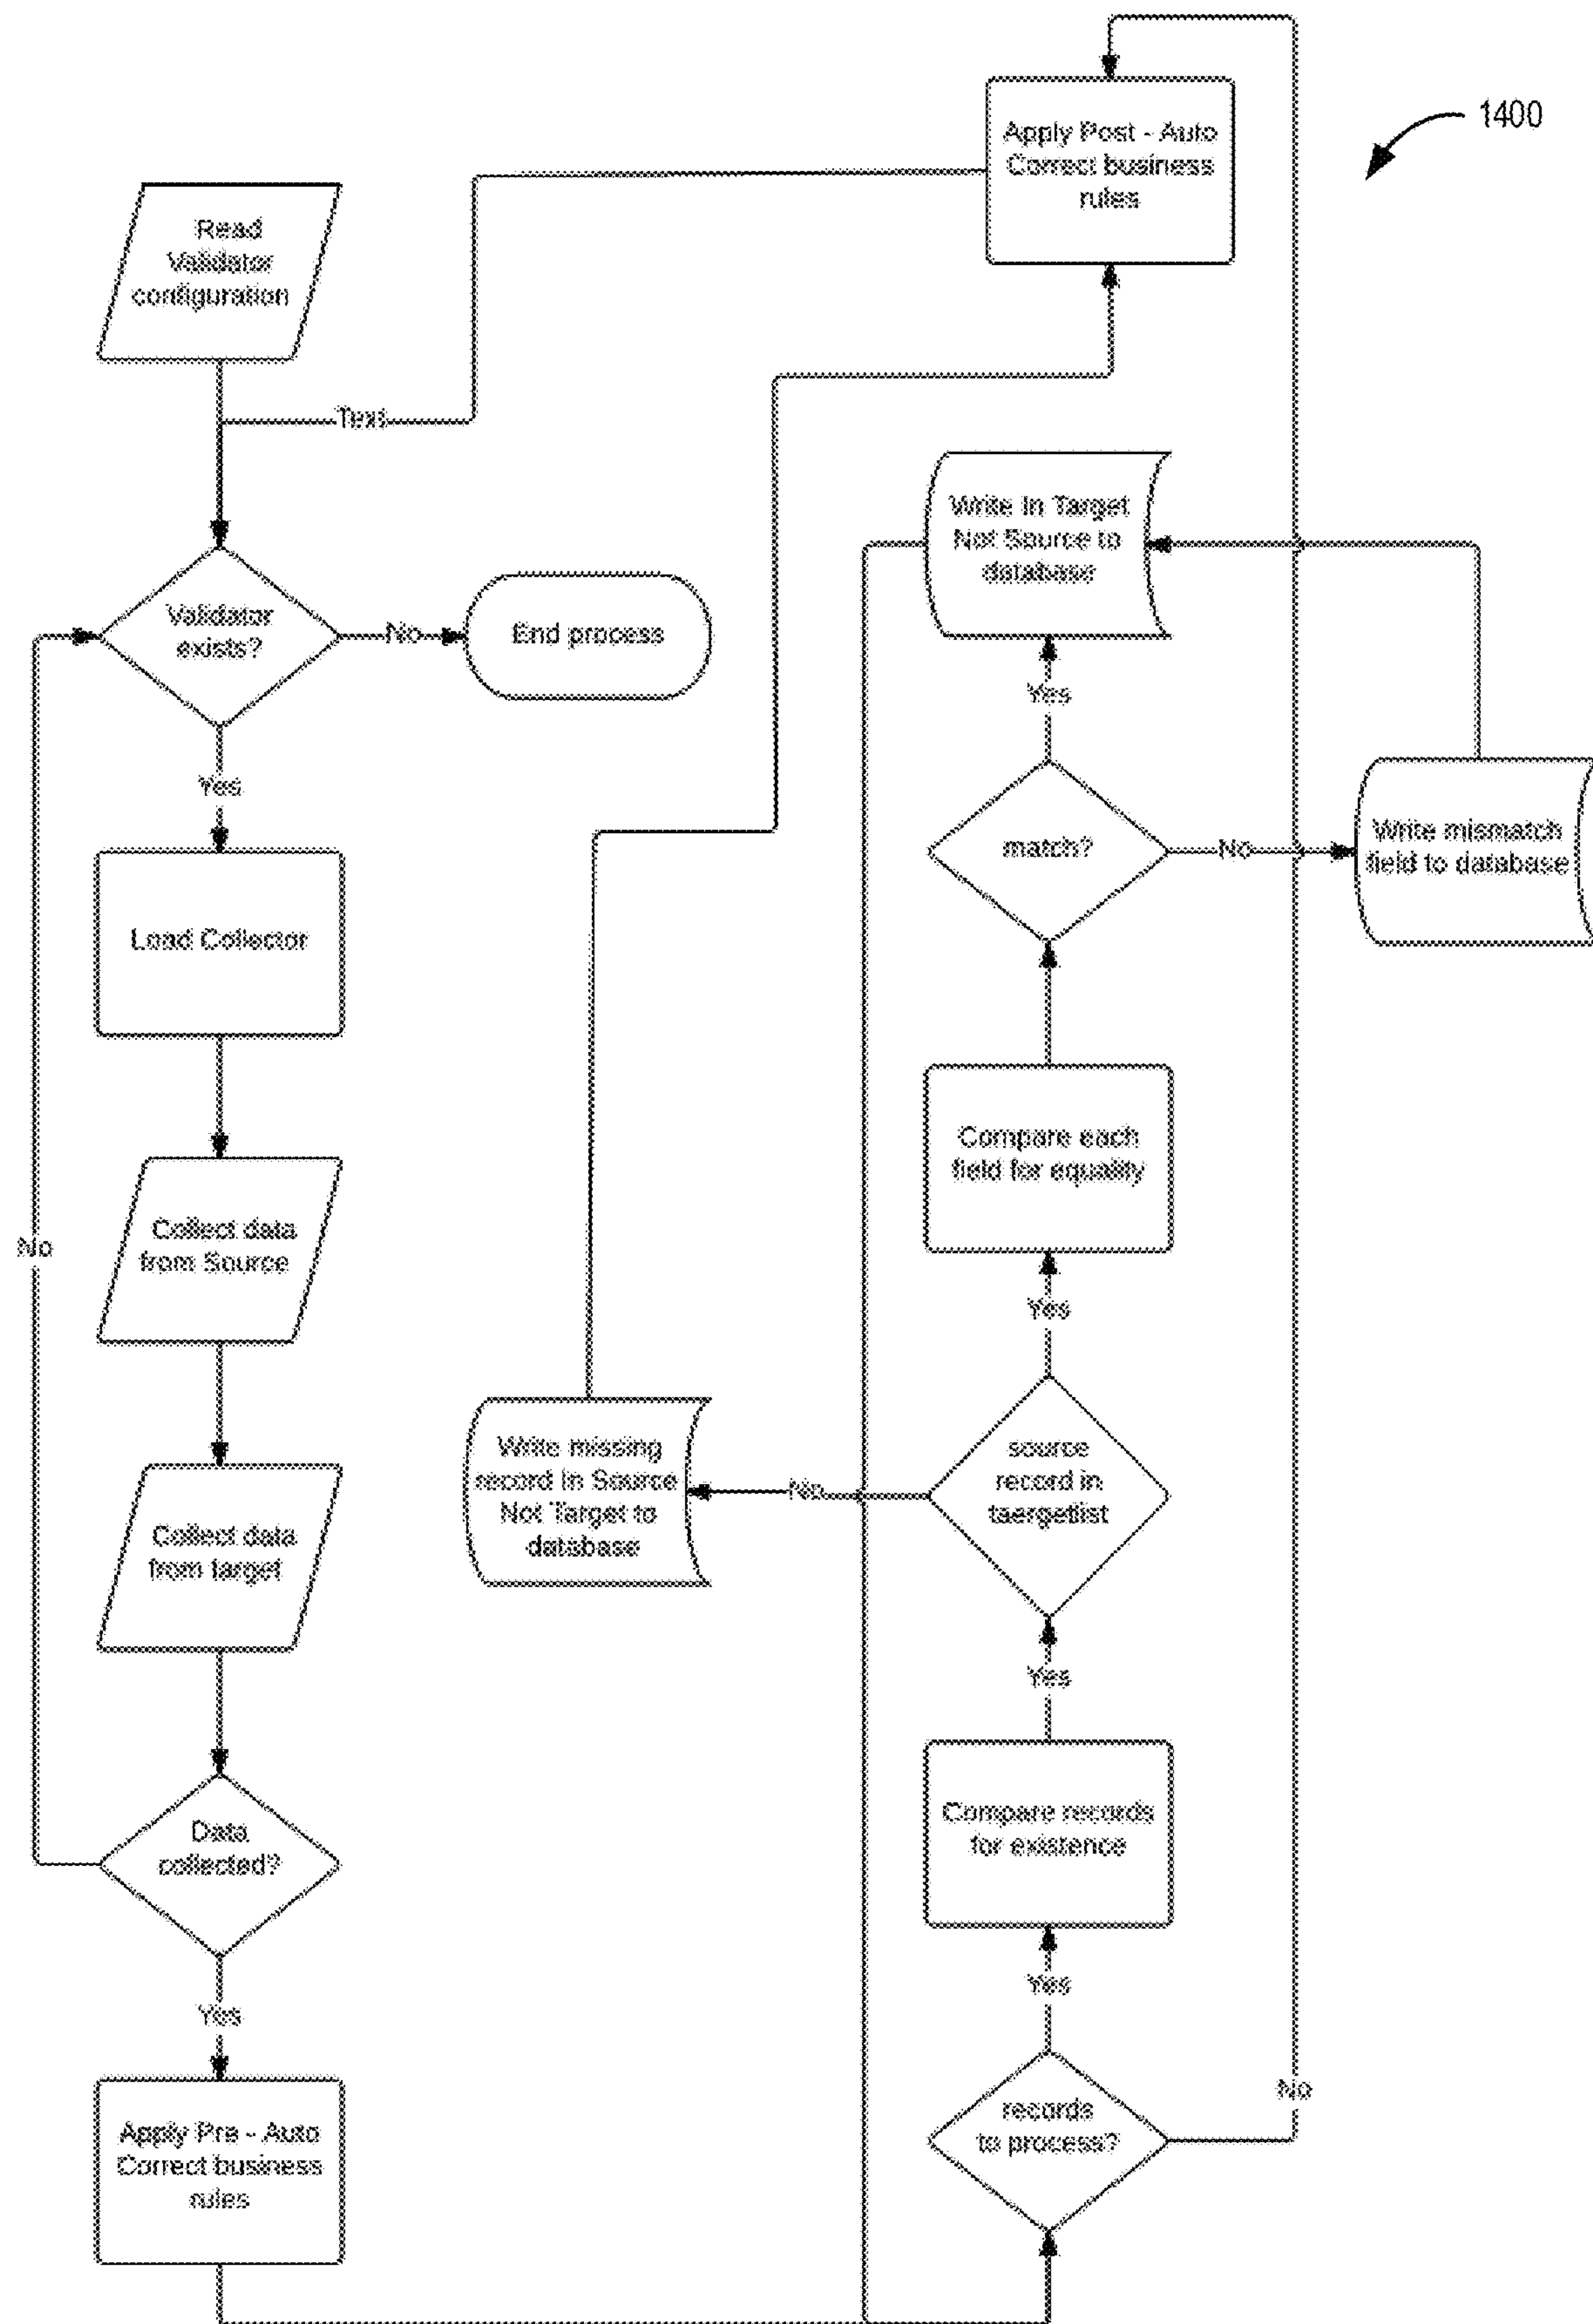 1400
Apply Post - Auto
Correct business
rules
Read
Validator
configuration
Text
Validator
exists?
No
End process
Yes
Load Collector
Collect data
from Source
No
Collect data
from target
Data
collected?
Yes
Apply Pre - Auto
Correct business
rules
Write In Target
Not Source to
database
Yes
match?
No
Write mismatch
field to database
Compare each
field for equality
Yes
source
record in
taergetlist
No
Write missing
record In Source
Not Target to
database
Yes
Compare records
for existence
Yes
records
to process?
No